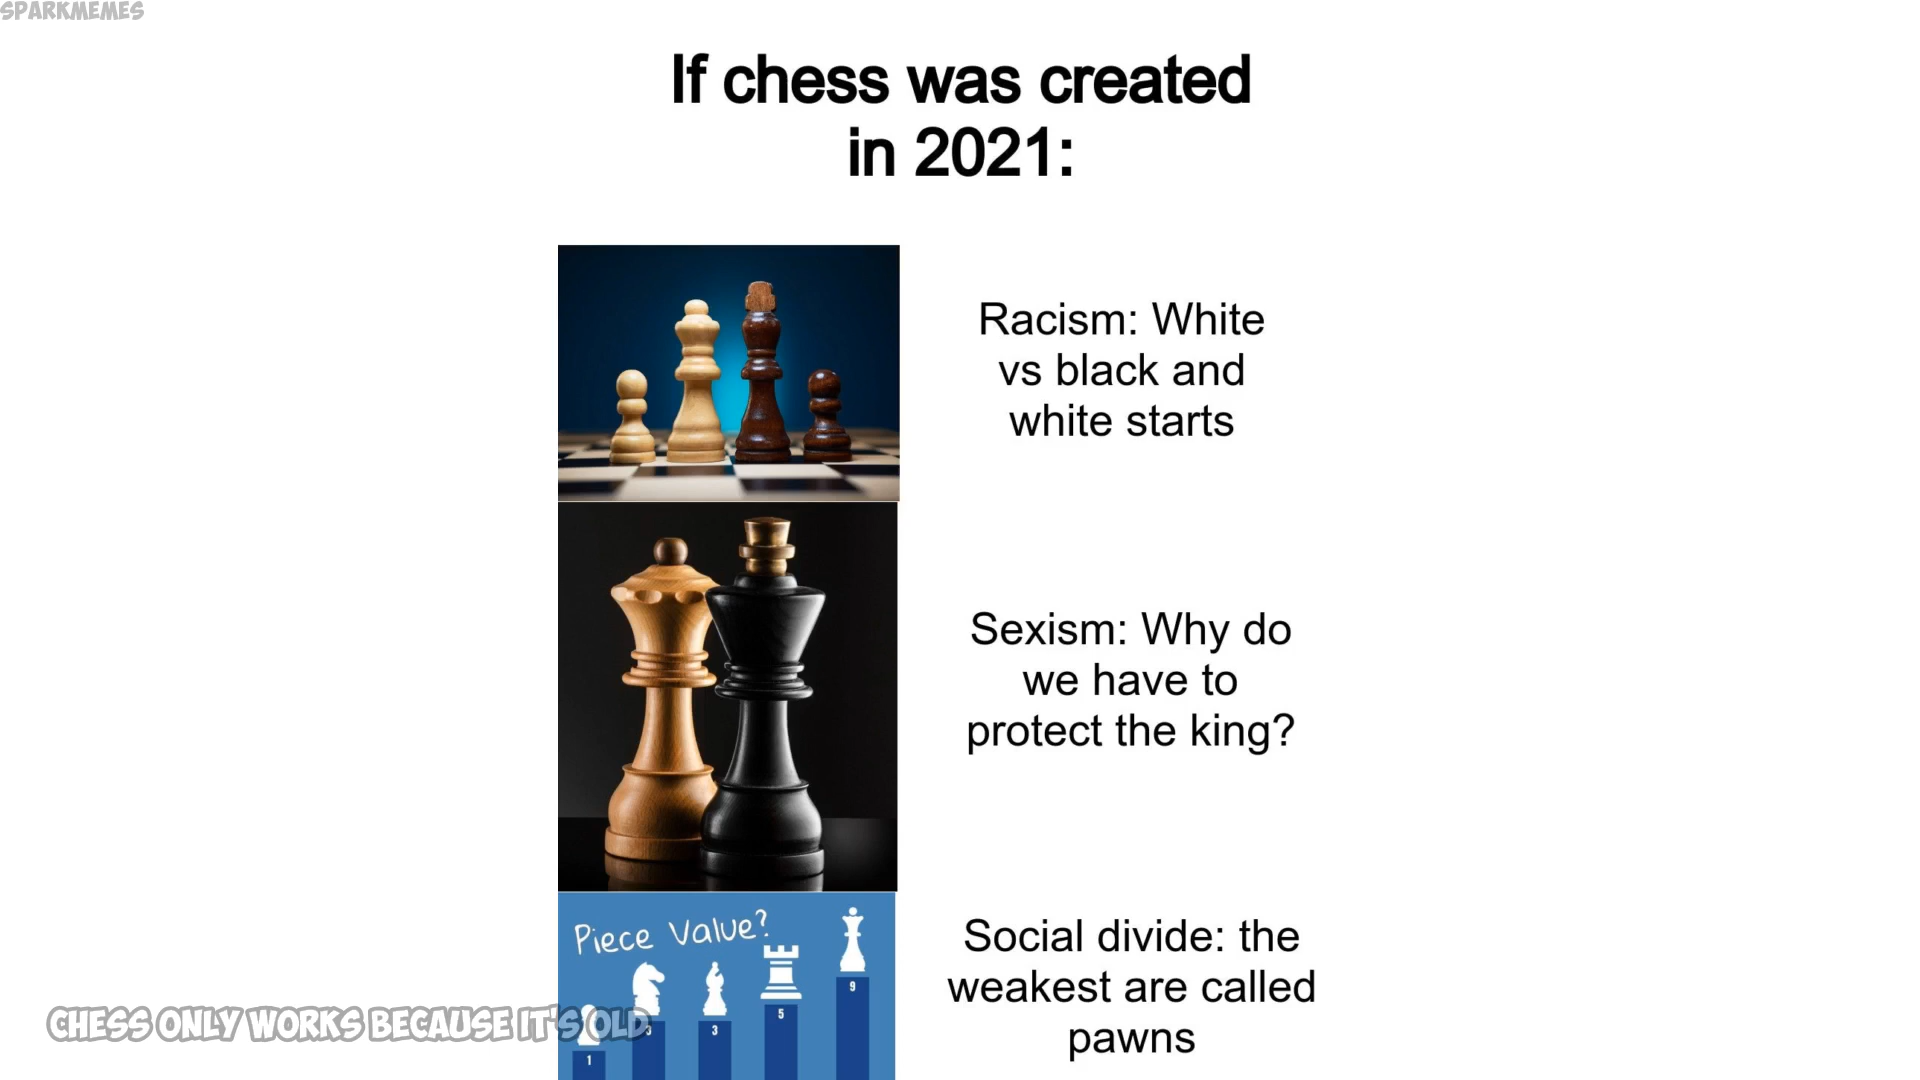 SPARKMEMES
If chess was created
in 2021:
Racism: White
vs black and
white starts
Sexism: Why do
we have to
protect the king?
Piece Value?
9
5
3
3
1
Social divide: the
weakest are called
pawns
CHESS ONLY WORKS BECAUSE IT'S OLD